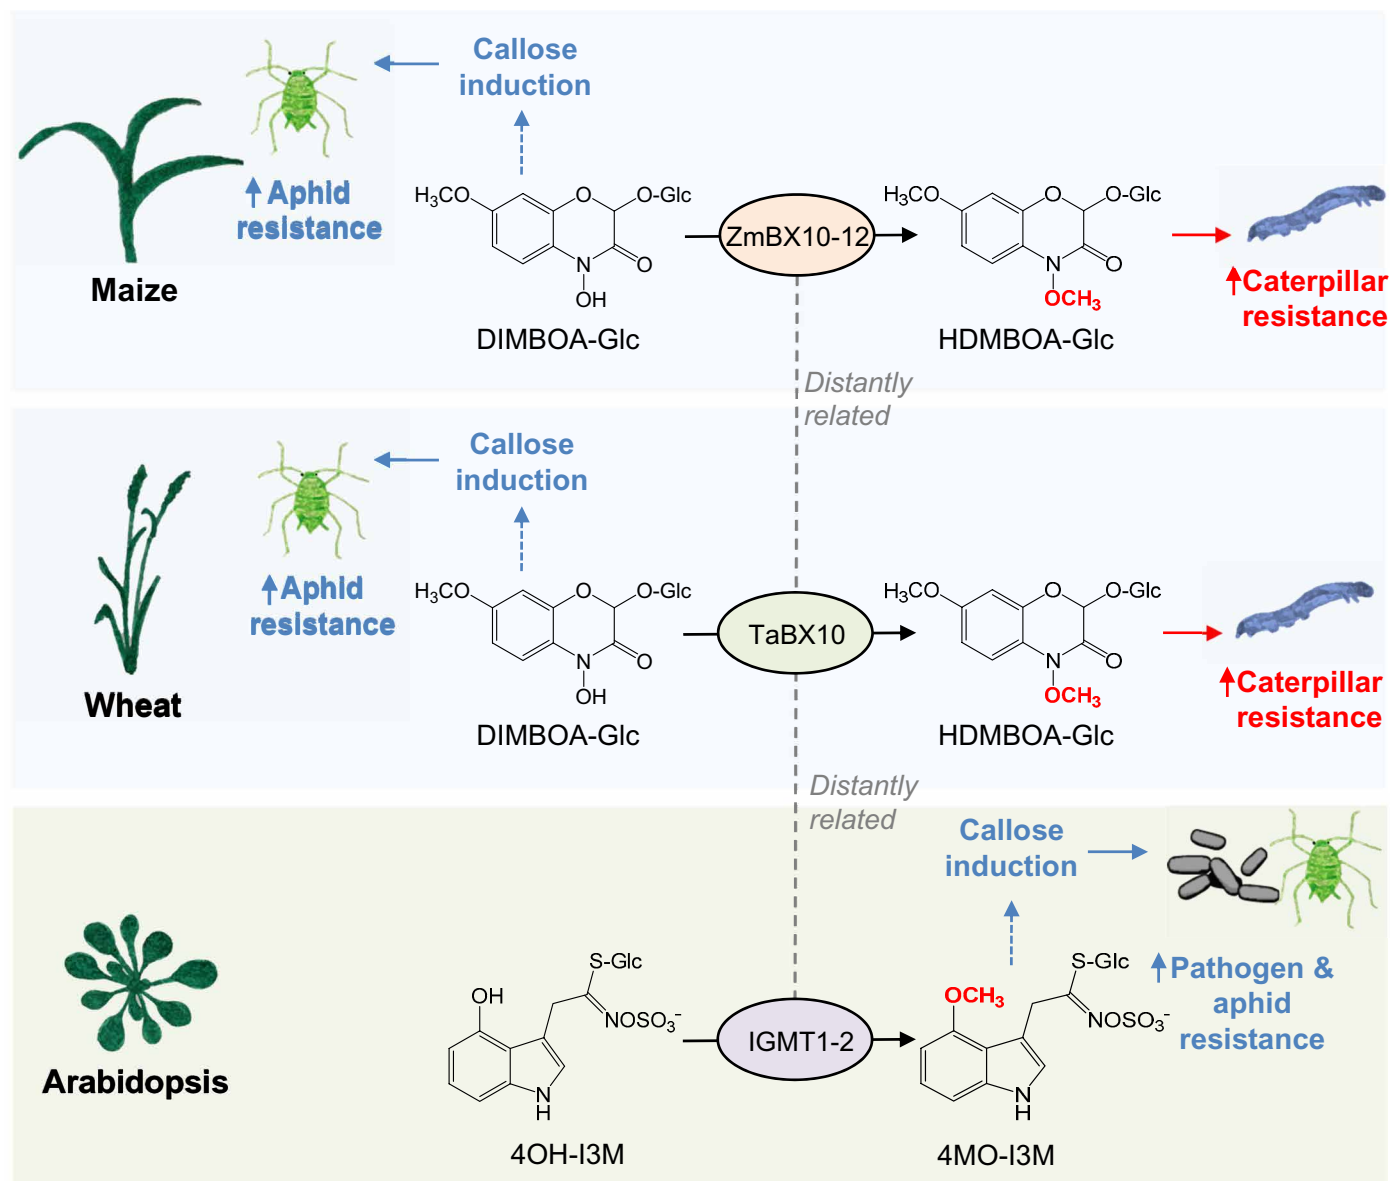 Callose
induction
Aphid
resistance
Maize
H₃CO
O
O-Glc
N
O
OH
DIMBOA-Glc
ZmBX10-12
H₃CO
O
O-Glc
N
O
OCH₃
HDMBOA-Glc
Caterpillar
resistance
Distantly
related
Callose
induction
Aphid
resistance
Wheat
H₃CO
O
O-Glc
N
O
OH
DIMBOA-Glc
TaBX10
H₃CO
O
O-Glc
N
O
OCH₃
HDMBOA-Glc
Caterpillar
resistance
Distantly
related
Callose
induction
Pathogen &
aphid
resistance
Arabidopsis
S-Glc
OH
NOSO₃⁻
N
H
4OH-I3M
IGMT1-2
S-Glc
OCH₃
NOSO₃⁻
N
H
4MO-I3M